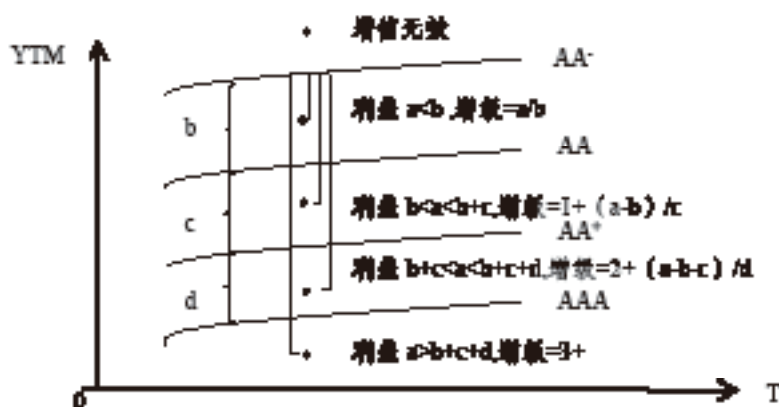 增值无效
YTM
AA-
利差 a<b,增级=a/b
b
AA
利差 b<a<b+c,增级=1+（a-b）/c
c
AA+
利差 b+c<a<b+c+d,增级=2+（a-b-c）/d
d
AAA
利差 a>b+c+d,增级=3+
0
T